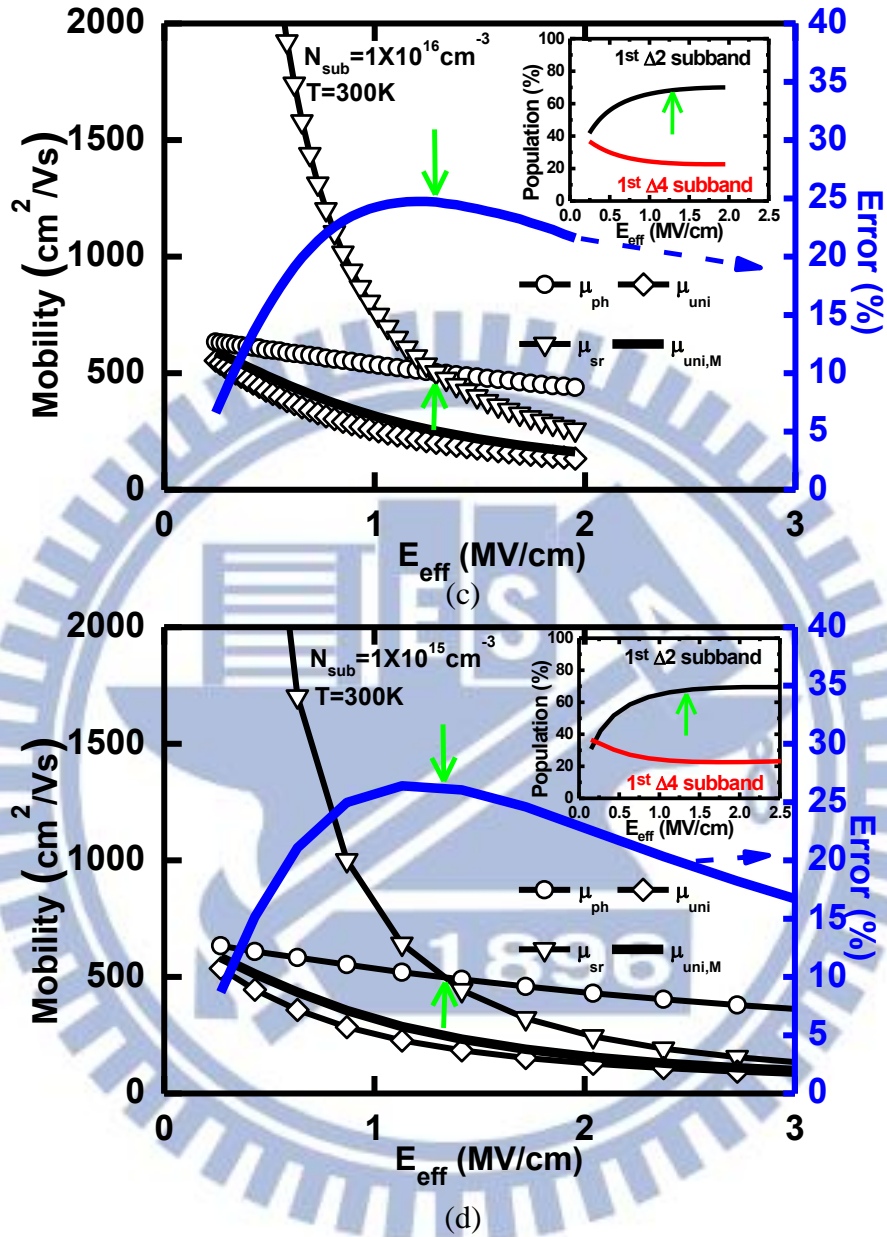 2000
1500
1000
500
0
Mobility (cm²/Vs)
N_sub=1X10^16 cm^-3
T=300K
100
80
60
40
20
0
Population (%)
1st Δ2 subband
1st Δ4 subband
0.0 0.5 1.0 1.5 2.0 2.5
E_eff (MV/cm)
μ_ph μ_uni
μ_sr μ_uni,M
40
35
30
25
20
15
10
5
0
Error (%)
0 1 2 3
E_eff (MV/cm)
(c)
2000
1500
1000
500
0
Mobility (cm²/Vs)
N_sub=1X10^15 cm^-3
T=300K
100
80
60
40
20
0
Population (%)
1st Δ2 subband
1st Δ4 subband
0.0 0.5 1.0 1.5 2.0 2.5
E_eff (MV/cm)
μ_ph μ_uni
μ_sr μ_uni,M
40
35
30
25
20
15
10
5
0
Error (%)
0 1 2 3
E_eff (MV/cm)
(d)
E S A
1896